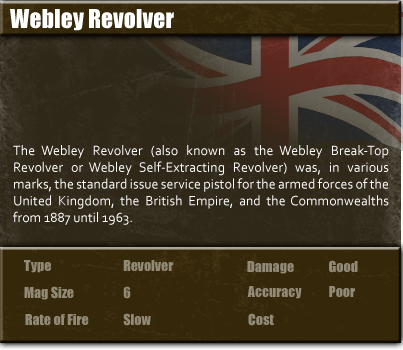 Webley Revolver
The Webley Revolver (also known as the Webley Break-Top
Revolver or Webley Self-Extracting Revolver) was, in various
marks, the standard issue service pistol for the armed forces of the
United Kingdom, the British Empire, and the Commonwealths
from 1887 until 1963.
Type Revolver Damage Good
Mag Size 6 Accuracy Poor
Rate of Fire Slow Cost